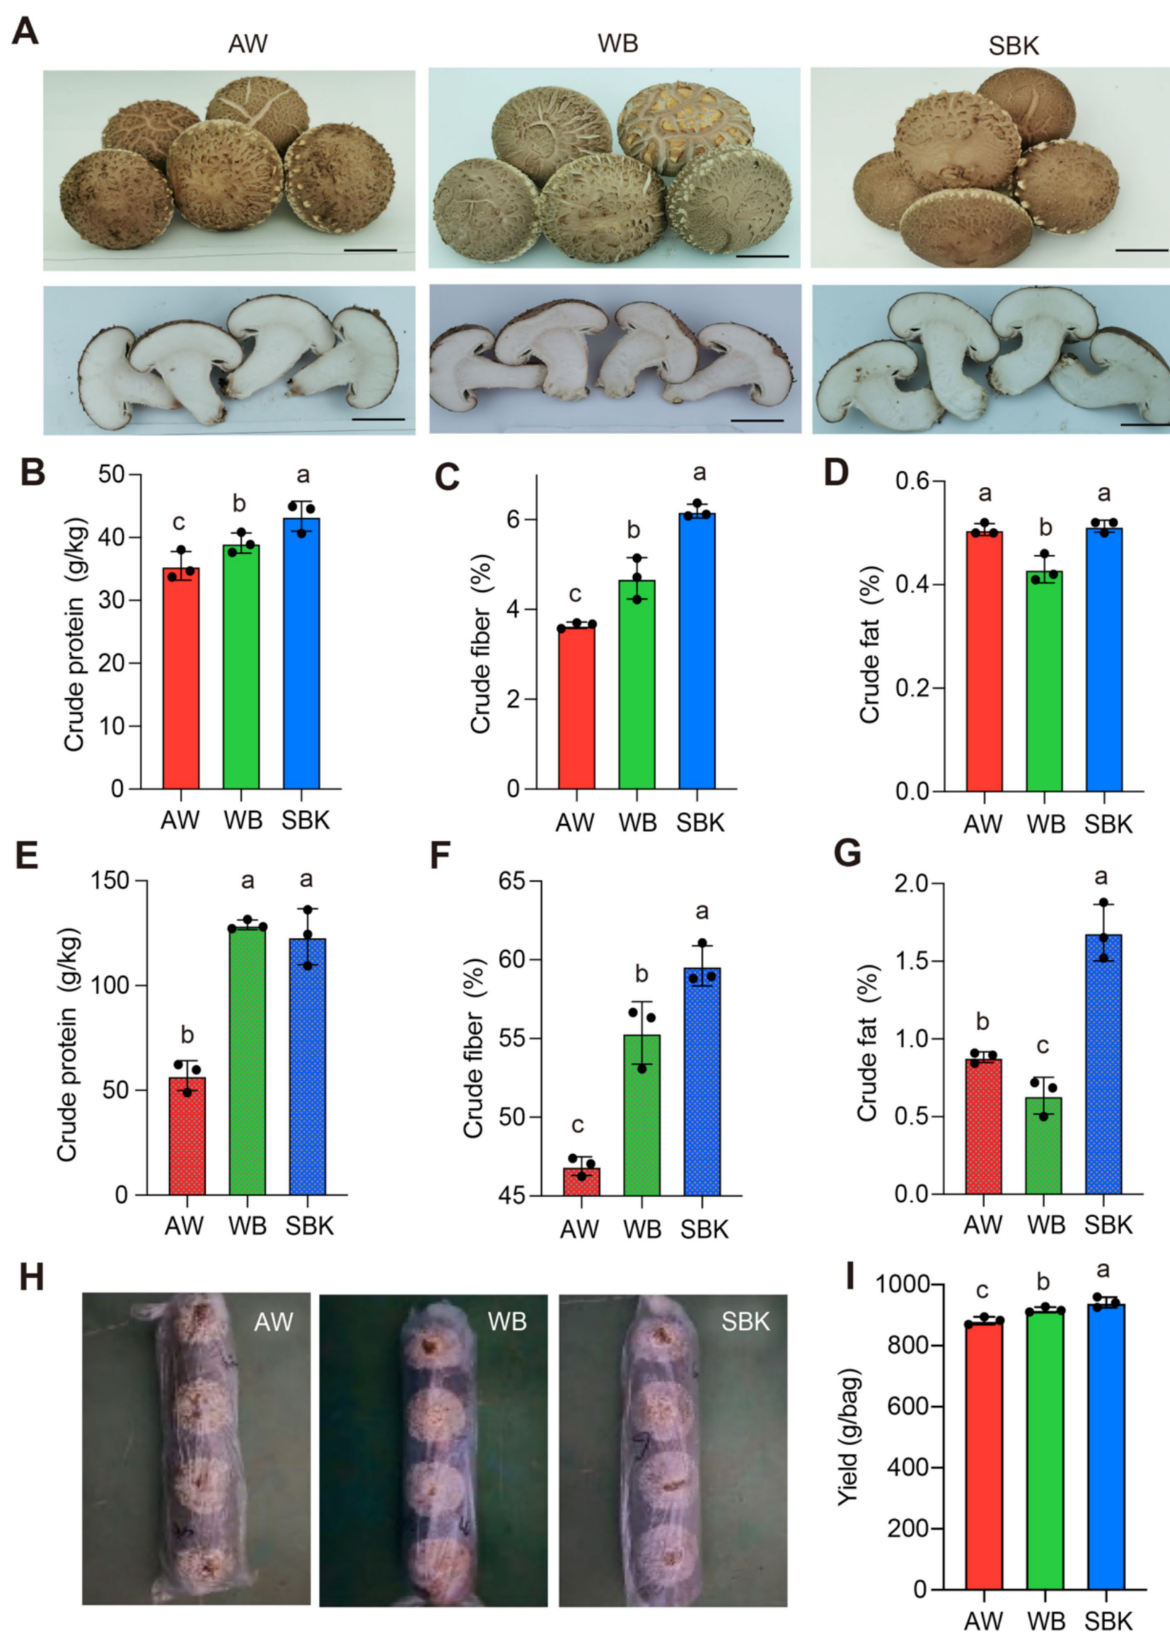 A
AW
WB
SBK
B
Crude protein (g/kg)
50
40
30
20
10
0
c
b
a
AW WB SBK
C
Crude fiber (%)
6
4
2
0
c
b
a
AW WB SBK
D
Crude fat (%)
0.6
0.4
0.2
0.0
a
b
a
AW WB SBK
E
Crude protein (g/kg)
150
100
50
0
b
a
a
AW WB SBK
F
Crude fiber (%)
65
60
55
50
45
c
b
a
AW WB SBK
G
Crude fat (%)
2.0
1.5
1.0
0.5
0.0
b
c
a
AW WB SBK
H
AW
WB
SBK
I
Yield (g/bag)
1000
800
600
400
200
0
c
b
a
AW WB SBK